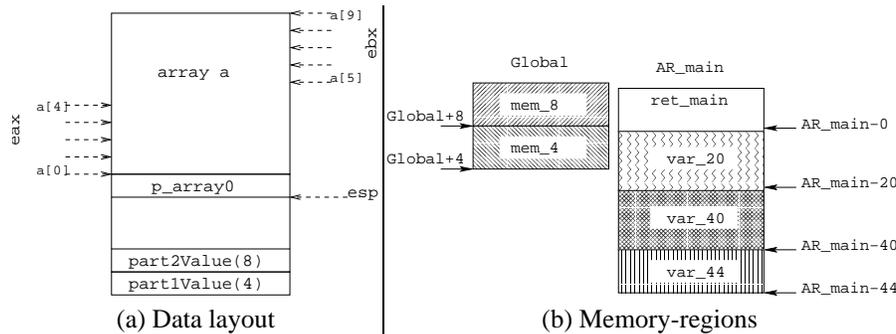 a[9]
ebx
a[5]
array a
a[4]
eax
a[0]
p_array0
esp
part2Value(8)
part1Value(4)
(a) Data layout
Global
mem_8
Global+8
mem_4
Global+4
AR_main
ret_main
AR_main-0
var_20
AR_main-20
var_40
AR_main-40
var_44
AR_main-44
(b) Memory-regions